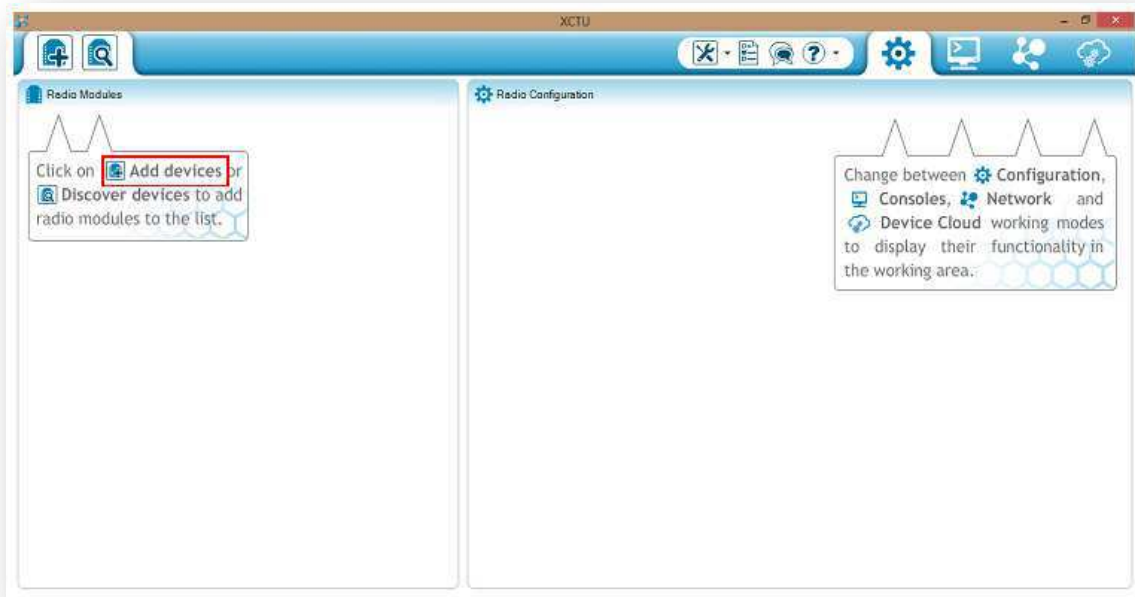 XCTU
Radio Modules
Radio Configuration
Click on Add devices or
Discover devices to add
radio modules to the list.
Change between Configuration,
Consoles, Network and
Device Cloud working modes
to display their functionality in
the working area.